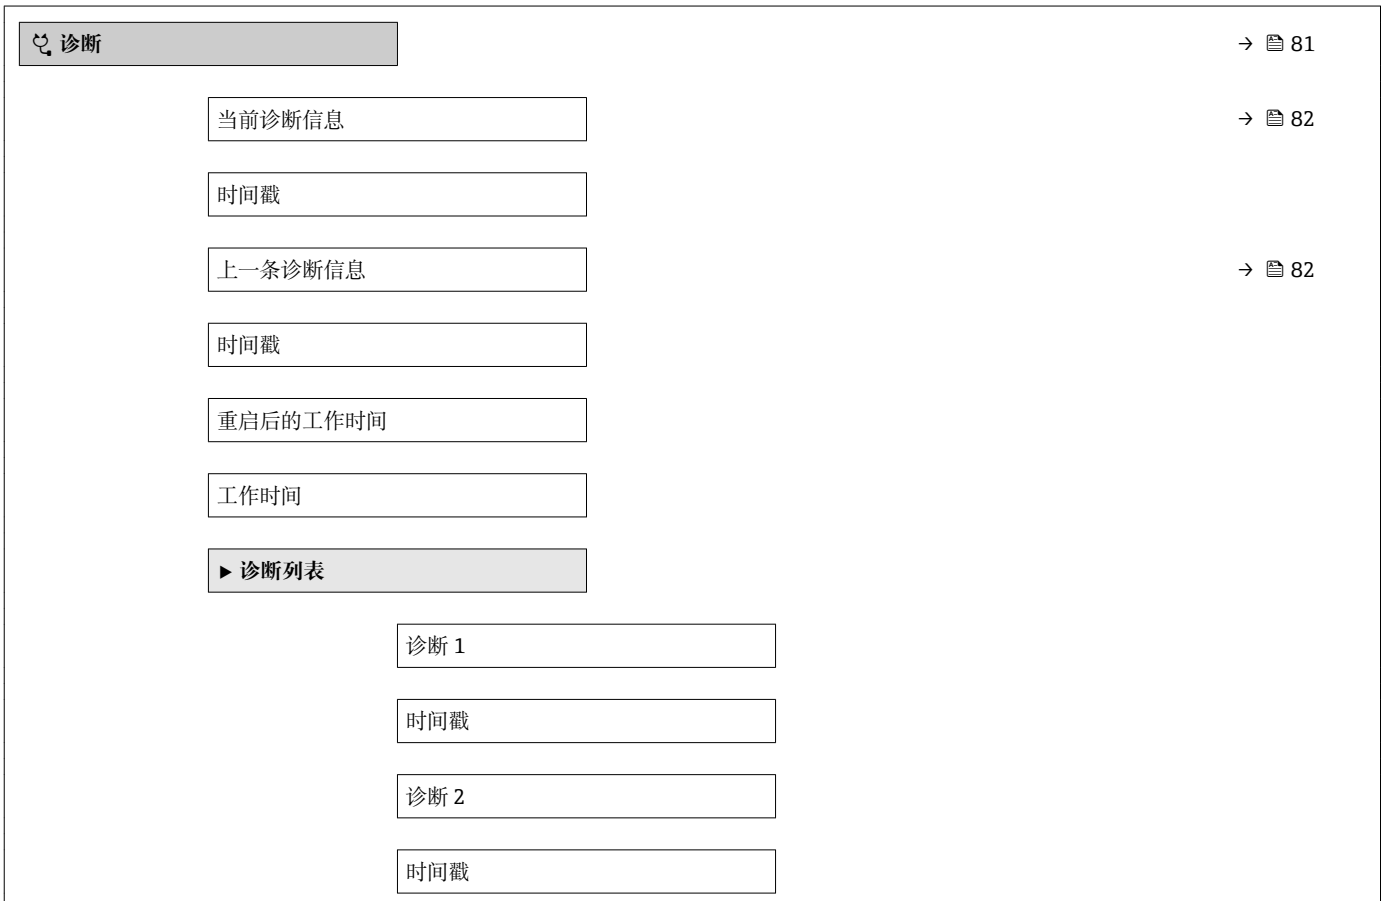 诊断 → 81
当前诊断信息 → 82
时间戳
上一条诊断信息 → 82
时间戳
重启后的工作时间
工作时间
▶ 诊断列表
诊断 1
时间戳
诊断 2
时间戳